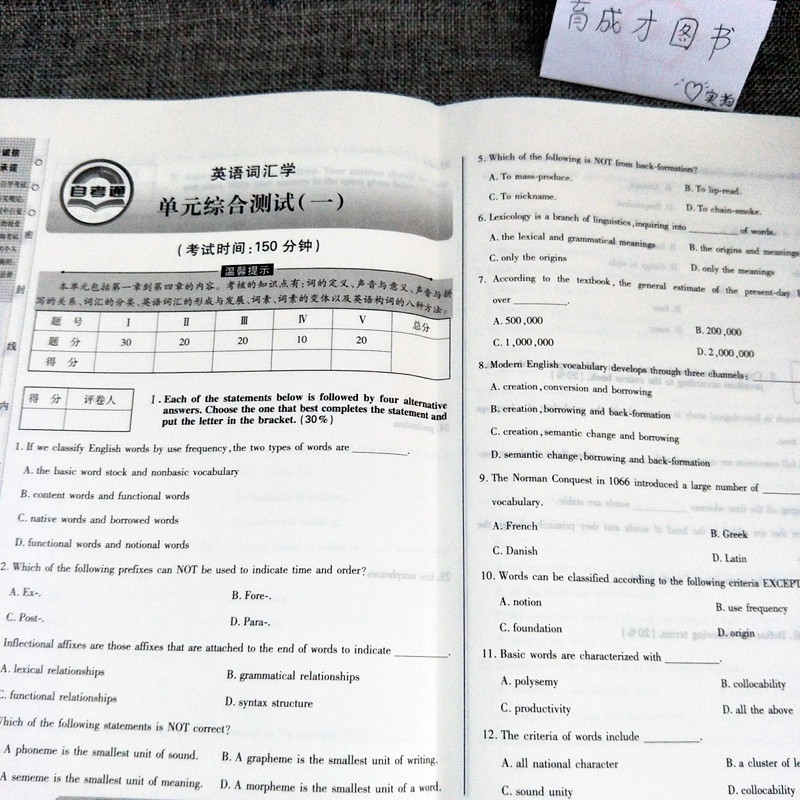 育成才图书
实拍
自考通
英语词汇学
单元综合测试(一)
(考试时间:150分钟)
温馨提示
本单元包括第一章到第四章的内容。考核的知识点有:词的定义、声音与意义、声音与拼
写的关系、词汇的分类、英语词汇的形成与发展、词素、词素的变体以及英语构词的八种方法。
题 号 Ⅰ Ⅱ Ⅲ Ⅳ Ⅴ 总分
题 分 30 20 20 10 20
得 分
得 分 评卷人
Ⅰ. Each of the statements below is followed by four alternative
answers. Choose the one that best completes the statement and
put the letter in the bracket. (30%)
1. If we classify English words by use frequency, the two types of words are ________.
A. the basic word stock and nonbasic vocabulary
B. content words and functional words
C. native words and borrowed words
D. functional words and notional words
2. Which of the following prefixes can NOT be used to indicate time and order?
A. Ex-. B. Fore-.
C. Post-. D. Para-.
Inflectional affixes are those affixes that are attached to the end of words to indicate ________.
A. lexical relationships B. grammatical relationships
C. functional relationships D. syntax structure
Which of the following statements is NOT correct?
A phoneme is the smallest unit of sound. B. A grapheme is the smallest unit of writing.
A sememe is the smallest unit of meaning. D. A morpheme is the smallest unit of a word.
5. Which of the following is NOT from back-formation?
A. To mass-produce. B. To lip-read.
C. To nickname. D. To chain-smoke.
6. Lexicology is a branch of linguistics, inquiring into ________ of words.
A. the lexical and grammatical meanings B. the origins and meanings
C. only the origins D. only the meanings
7. According to the textbook, the general estimate of the present-day
over ________.
A. 500,000 B. 200,000
C. 1,000,000 D. 2,000,000
8. Modern English vocabulary develops through three channels: ________
A. creation, conversion and borrowing
B. creation, borrowing and back-formation
C. creation, semantic change and borrowing
D. semantic change, borrowing and back-formation
9. The Norman Conquest in 1066 introduced a large number of ________
vocabulary.
A. French B. Greek
C. Danish D. Latin
10. Words can be classified according to the following criteria EXCEPT
A. notion B. use frequency
C. foundation D. origin
11. Basic words are characterized with ________.
A. polysemy B. collocability
C. productivity D. all the above
12. The criteria of words include ________.
A. all national character B. a cluster of
C. sound unity D. collocability
封
线
内